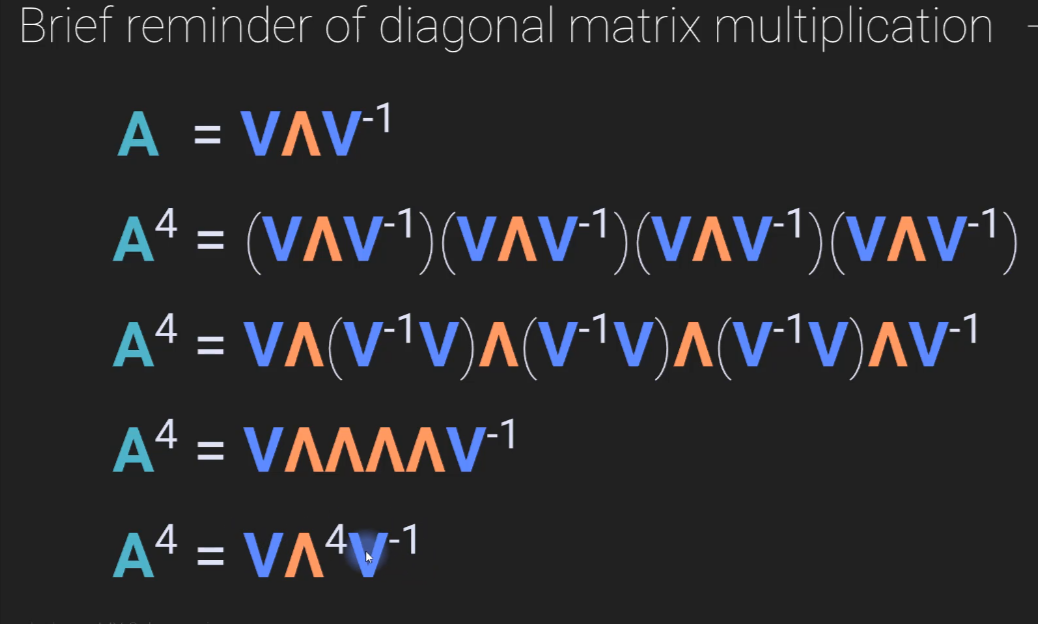 Brief reminder of diagonal matrix multiplication
A = VΛV⁻¹
A⁴ = (VΛV⁻¹)(VΛV⁻¹)(VΛV⁻¹)(VΛV⁻¹)
A⁴ = VΛ(V⁻¹V)Λ(V⁻¹V)Λ(V⁻¹V)ΛV⁻¹
A⁴ = VΛΛΛΛV⁻¹
A⁴ = VΛ⁴V⁻¹